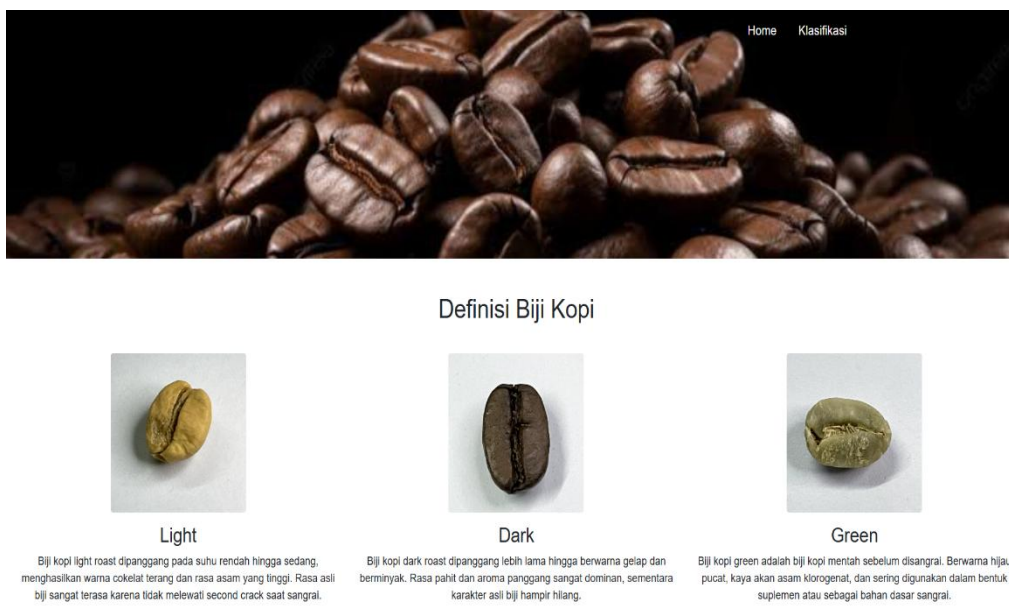 Home Klasifikasi
Definisi Biji Kopi
Light
Biji kopi light roast dipanggang pada suhu rendah hingga sedang,
menghasilkan warna cokelat terang dan rasa asam yang tinggi. Rasa asli
biji sangat terasa karena tidak melewati second crack saat sangrai.
Dark
Biji kopi dark roast dipanggang lebih lama hingga berwarna gelap dan
berminyak. Rasa pahit dan aroma panggang sangat dominan, sementara
karakter asli biji hampir hilang.
Green
Biji kopi green adalah biji kopi mentah sebelum disangrai. Berwarna hijau
pucat, kaya akan asam klorogenat, dan sering digunakan dalam bentuk
suplemen atau sebagai bahan dasar sangrai.